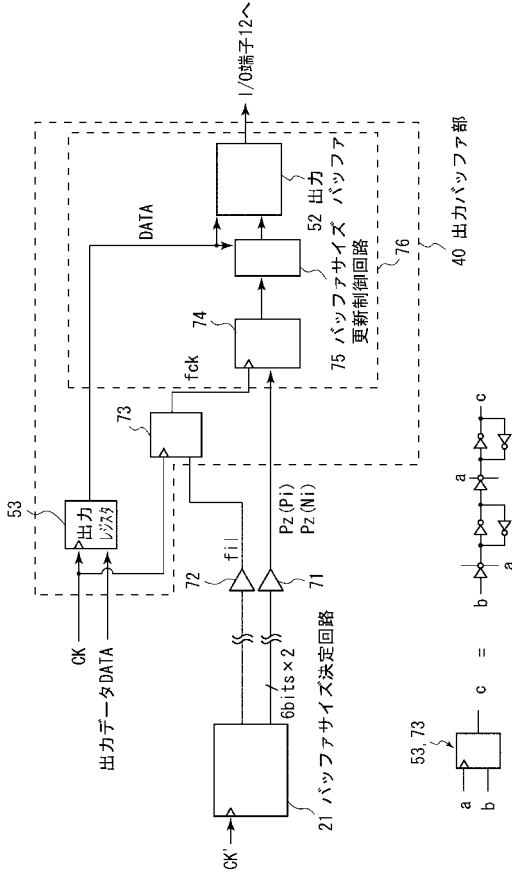 CK
出力データDATA
53
出力
レジスタ
DATA
I/O端子12へ
73
fck
74
52 出力
バッファ
75 バッファサイズ
更新制御回路
76
40 出力バッファ部
72
fil
71
Pz(Pi)
Pz(Ni)
6bits×2
CK'
21 バッファサイズ決定回路
53,73
a
b
c
=
b
a
a
c